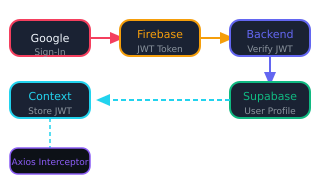 Google
Sign-In
Firebase
JWT Token
Backend
Verify JWT
Context
Store JWT
Supabase
User Profile
Axios Interceptor